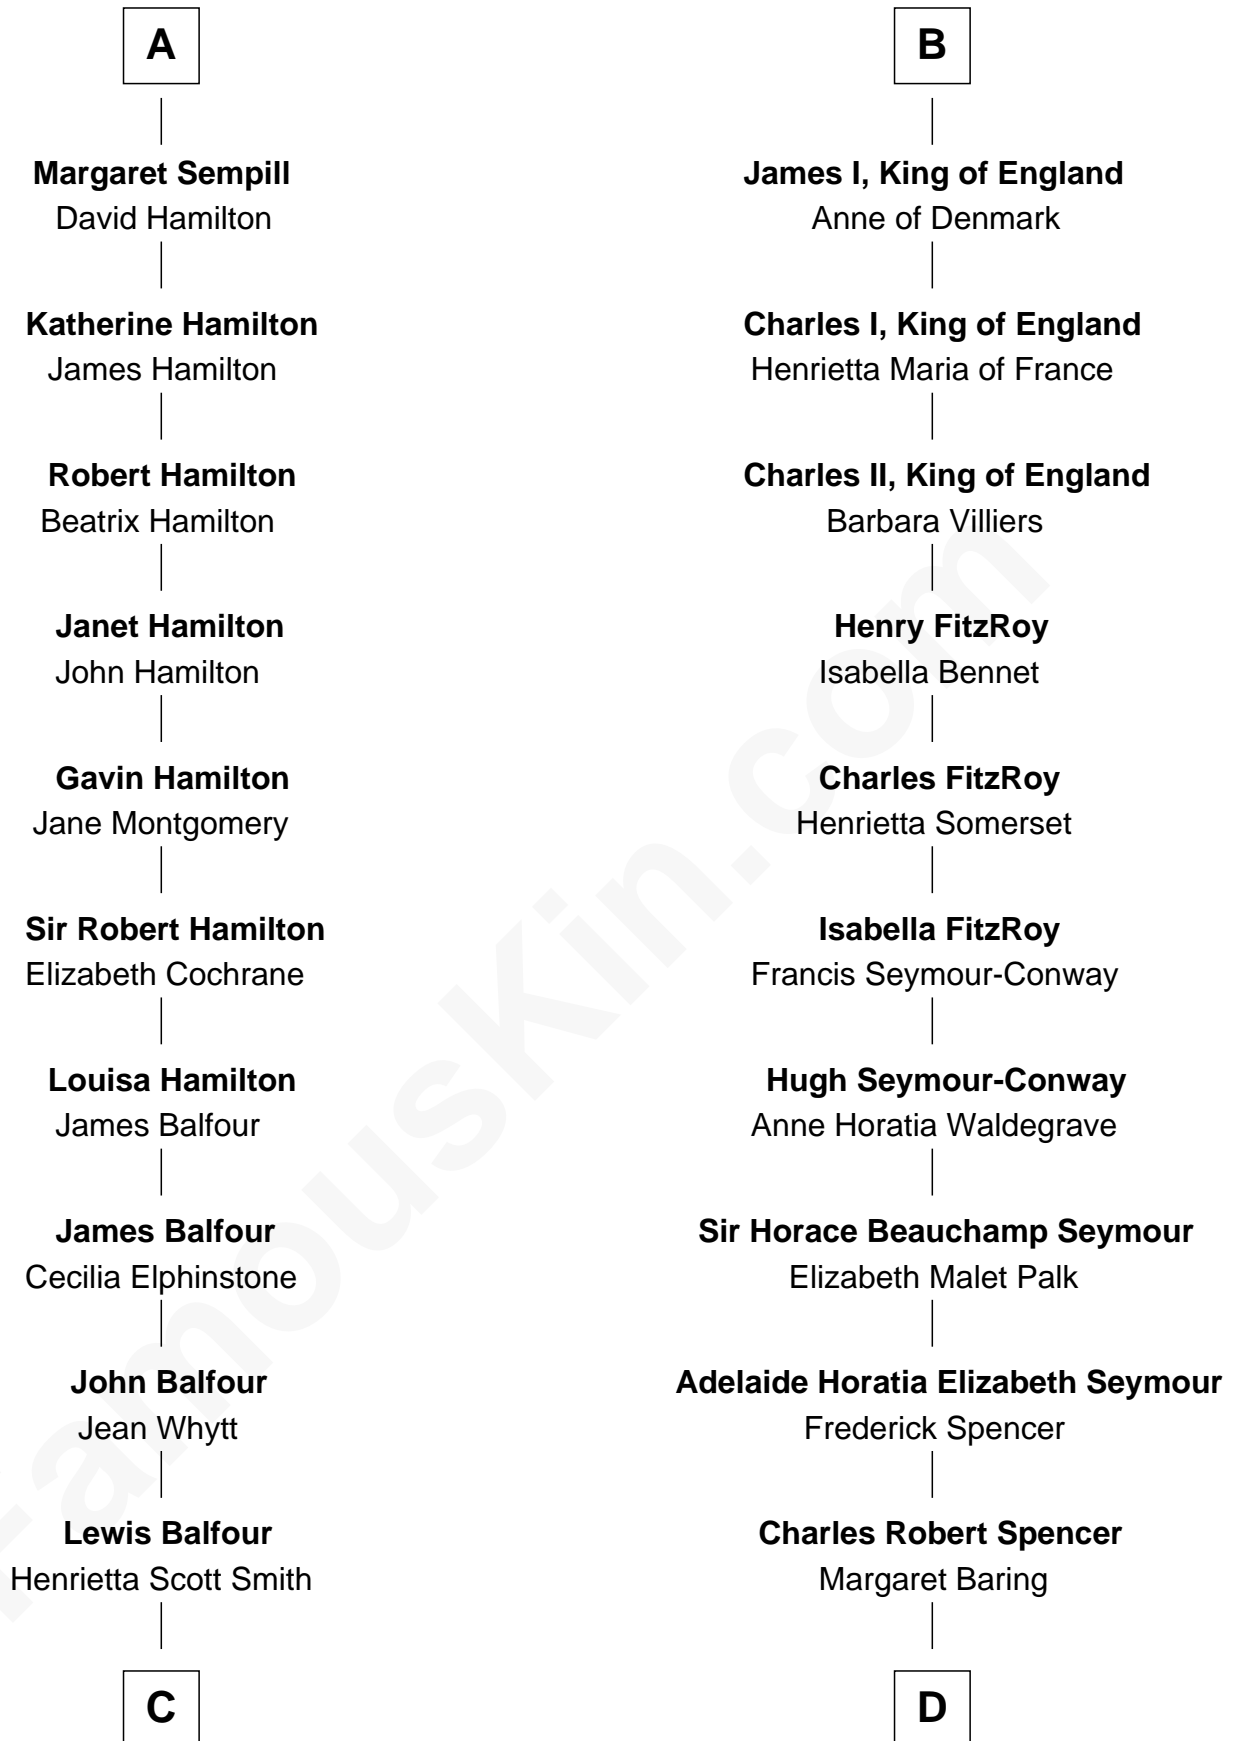 A
Margaret Sempill
David Hamilton
Katherine Hamilton
James Hamilton
Robert Hamilton
Beatrix Hamilton
Janet Hamilton
John Hamilton
Gavin Hamilton
Jane Montgomery
Sir Robert Hamilton
Elizabeth Cochrane
Louisa Hamilton
James Balfour
James Balfour
Cecilia Elphinstone
John Balfour
Jean Whytt
Lewis Balfour
Henrietta Scott Smith
C
B
James I, King of England
Anne of Denmark
Charles I, King of England
Henrietta Maria of France
Charles II, King of England
Barbara Villiers
Henry FitzRoy
Isabella Bennet
Charles FitzRoy
Henrietta Somerset
Isabella FitzRoy
Francis Seymour-Conway
Hugh Seymour-Conway
Anne Horatia Waldegrave
Sir Horace Beauchamp Seymour
Elizabeth Malet Palk
Adelaide Horatia Elizabeth Seymour
Frederick Spencer
Charles Robert Spencer
Margaret Baring
D
FamousKin.com